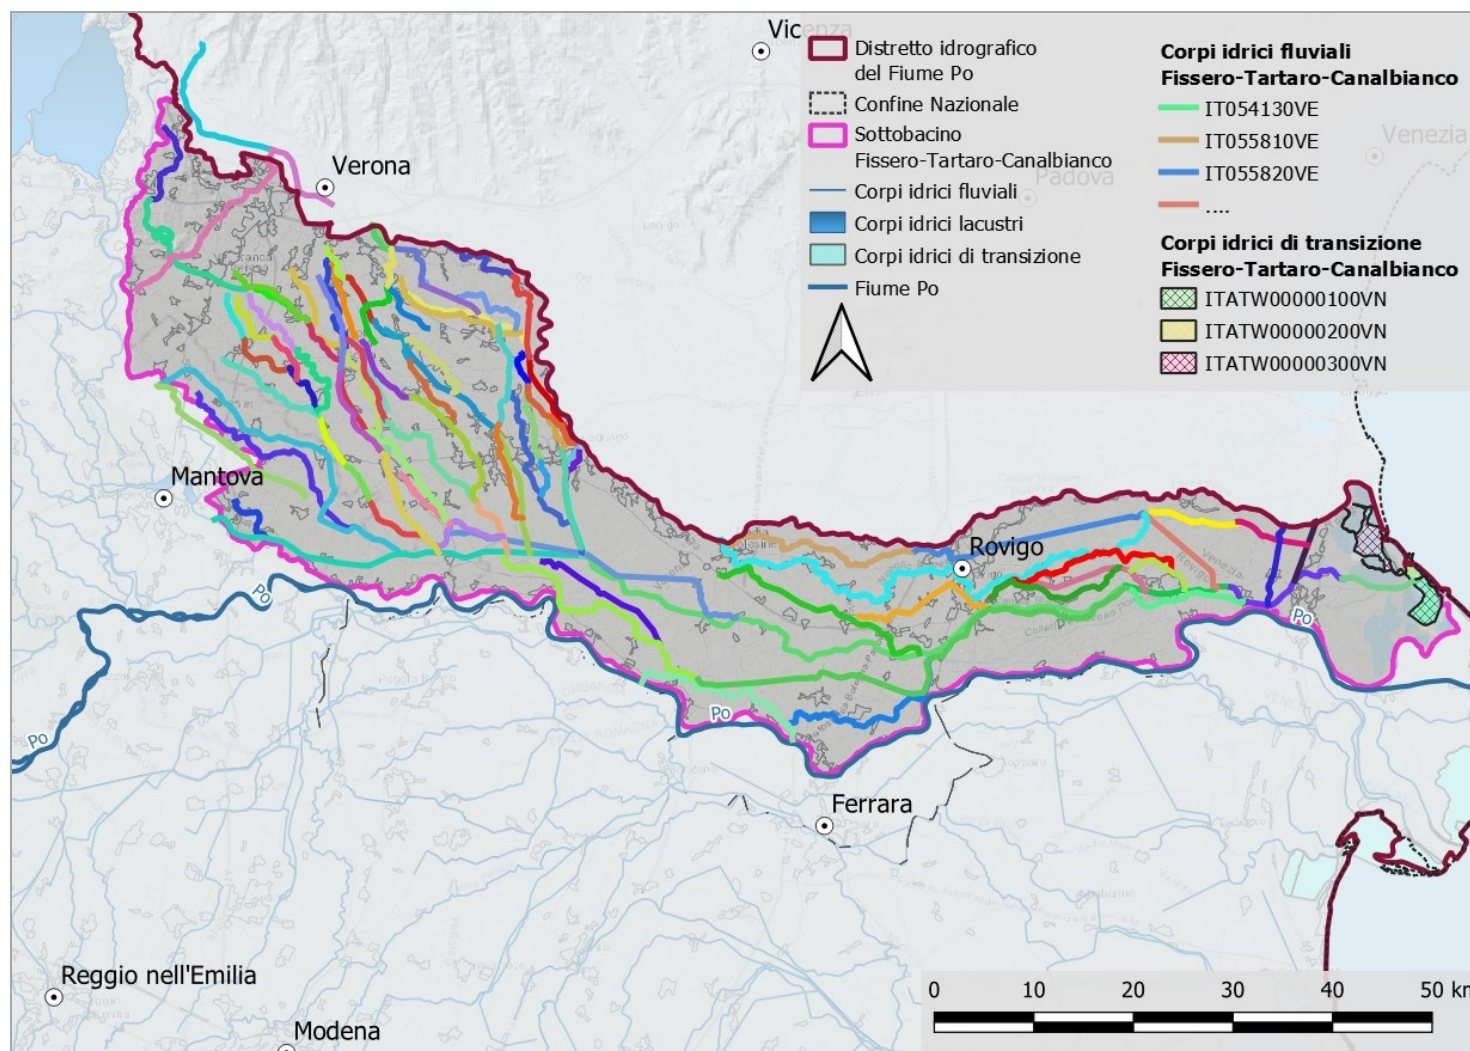 Vicenza
Distretto idrografico
del Fiume Po
Confine Nazionale
Sottobacino
Fissero-Tartaro-Canalbianco
Corpi idrici fluviali
Corpi idrici lacustri
Corpi idrici di transizione
Fiume Po
Corpi idrici fluviali
Fissero-Tartaro-Canalbianco
IT054130VE
IT055810VE
IT055820VE
....
Corpi idrici di transizione
Fissero-Tartaro-Canalbianco
ITATW00000100VN
ITATW00000200VN
ITATW00000300VN
Venezia
Padova
Verona
Mantova
Rovigo
Po
Po
Po
Po
Ferrara
Reggio nell'Emilia
Modena
0 10 20 30 40 50 km